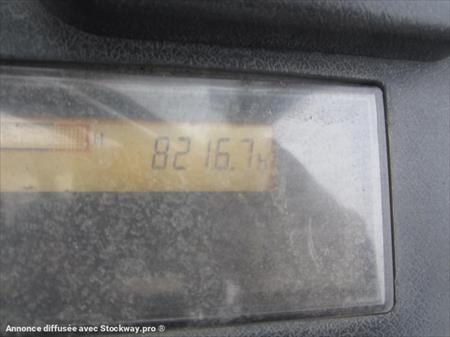 H 8216.7h
Annonce diffusée avec Stockway.pro ®